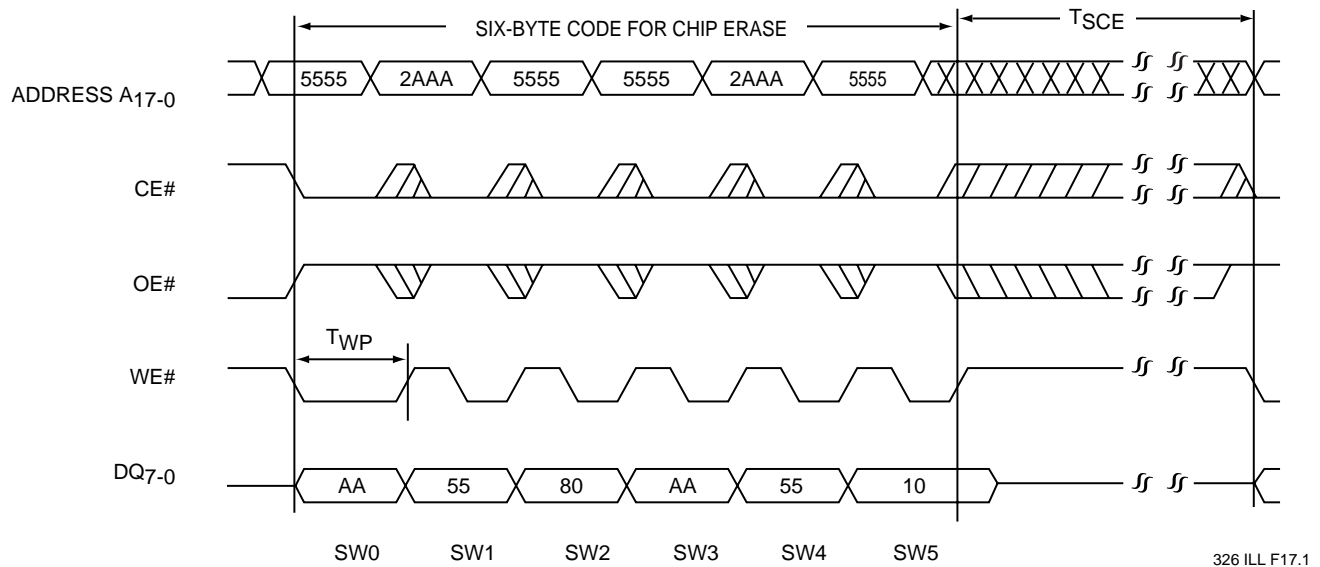 SIX-BYTE CODE FOR CHIP ERASE TSCE
ADDRESS A17-0 5555 2AAA 5555 5555 2AAA 5555
CE#
OE#
TWP
WE#
DQ7-0 AA 55 80 AA 55 10
SW0 SW1 SW2 SW3 SW4 SW5
326 ILL F17.1